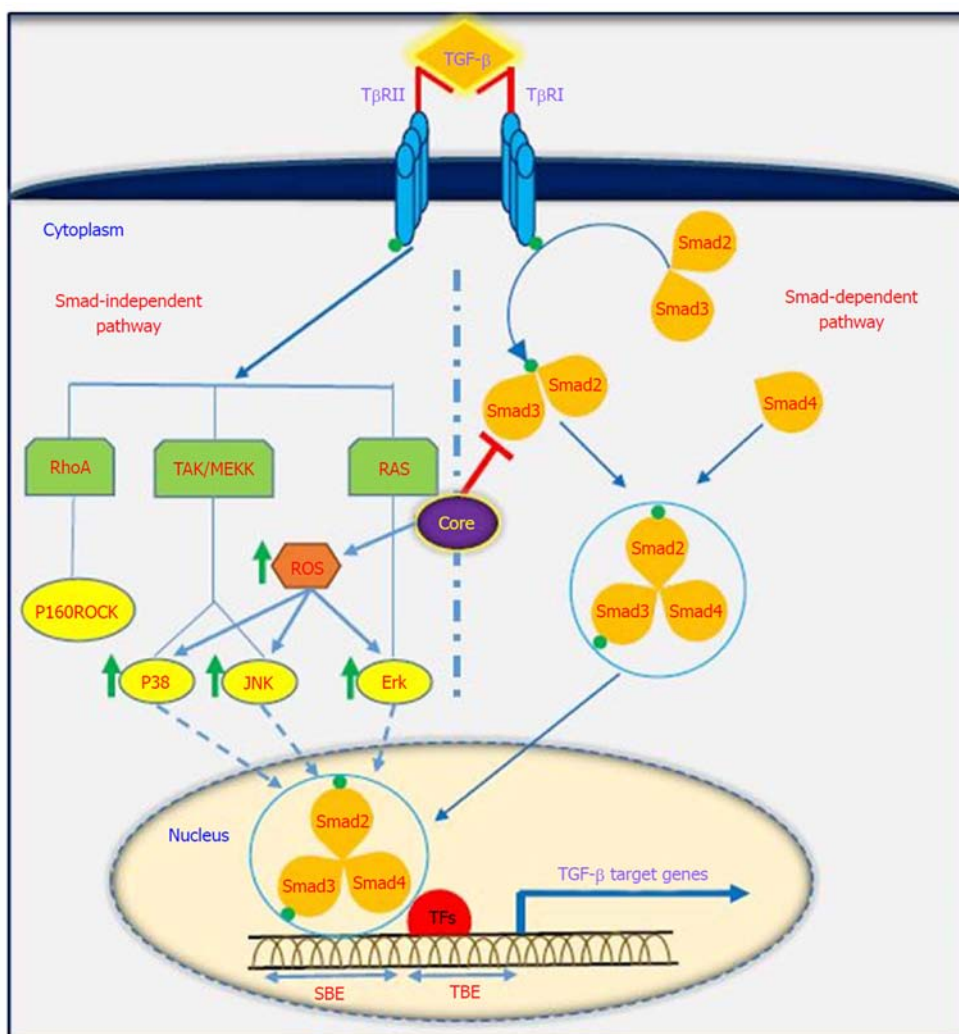 TGF-β
TβRII
TβRI
Cytoplasm
Smad2
Smad3
Smad-independent
pathway
Smad-dependent
pathway
Smad2
Smad3
Smad4
RhoA
TAK/MEKK
RAS
Core
ROS
Smad2
Smad3
Smad4
P160ROCK
P38
JNK
Erk
Nucleus
Smad2
Smad3
Smad4
TFs
TGF-β target genes
SBE
TBE